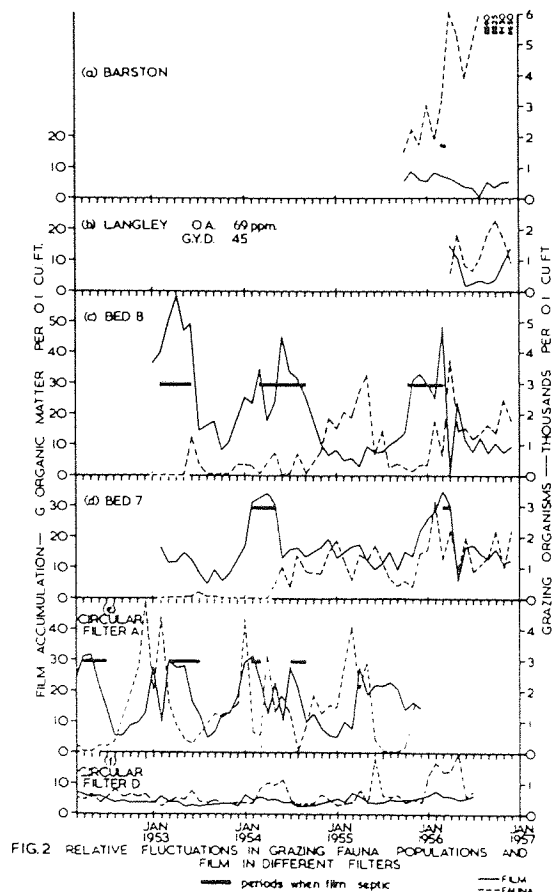 (a) BARSTON
6
5
4
3
2
1
0
20
10
0
(b) LANGLEY O A. 69 ppm.
G.Y.D. 45
20
10
0
2
1
0
(c) BED 8
50
40
30
20
10
0
5
4
3
2
1
0
(d) BED 7
30
20
10
0
3
2
1
0
(e)
CIRCULAR
FILTER A
40
30
20
10
0
4
3
2
1
0
(f)
CIRCULAR
FILTER D
10
0
1
0
FILM ACCUMULATION— G ORGANIC MATTER PER O I CU FT.
GRAZING ORGANISMS —THOUSANDS PER O I CU FT.
JAN
1953
JAN
1954
JAN
1955
JAN
1956
JAN
1957
FIG.2 RELATIVE FLUCTUATIONS IN GRAZING FAUNA POPULATIONS AND
FILM IN DIFFERENT FILTERS
periods when film septic
FILM
FAUNA